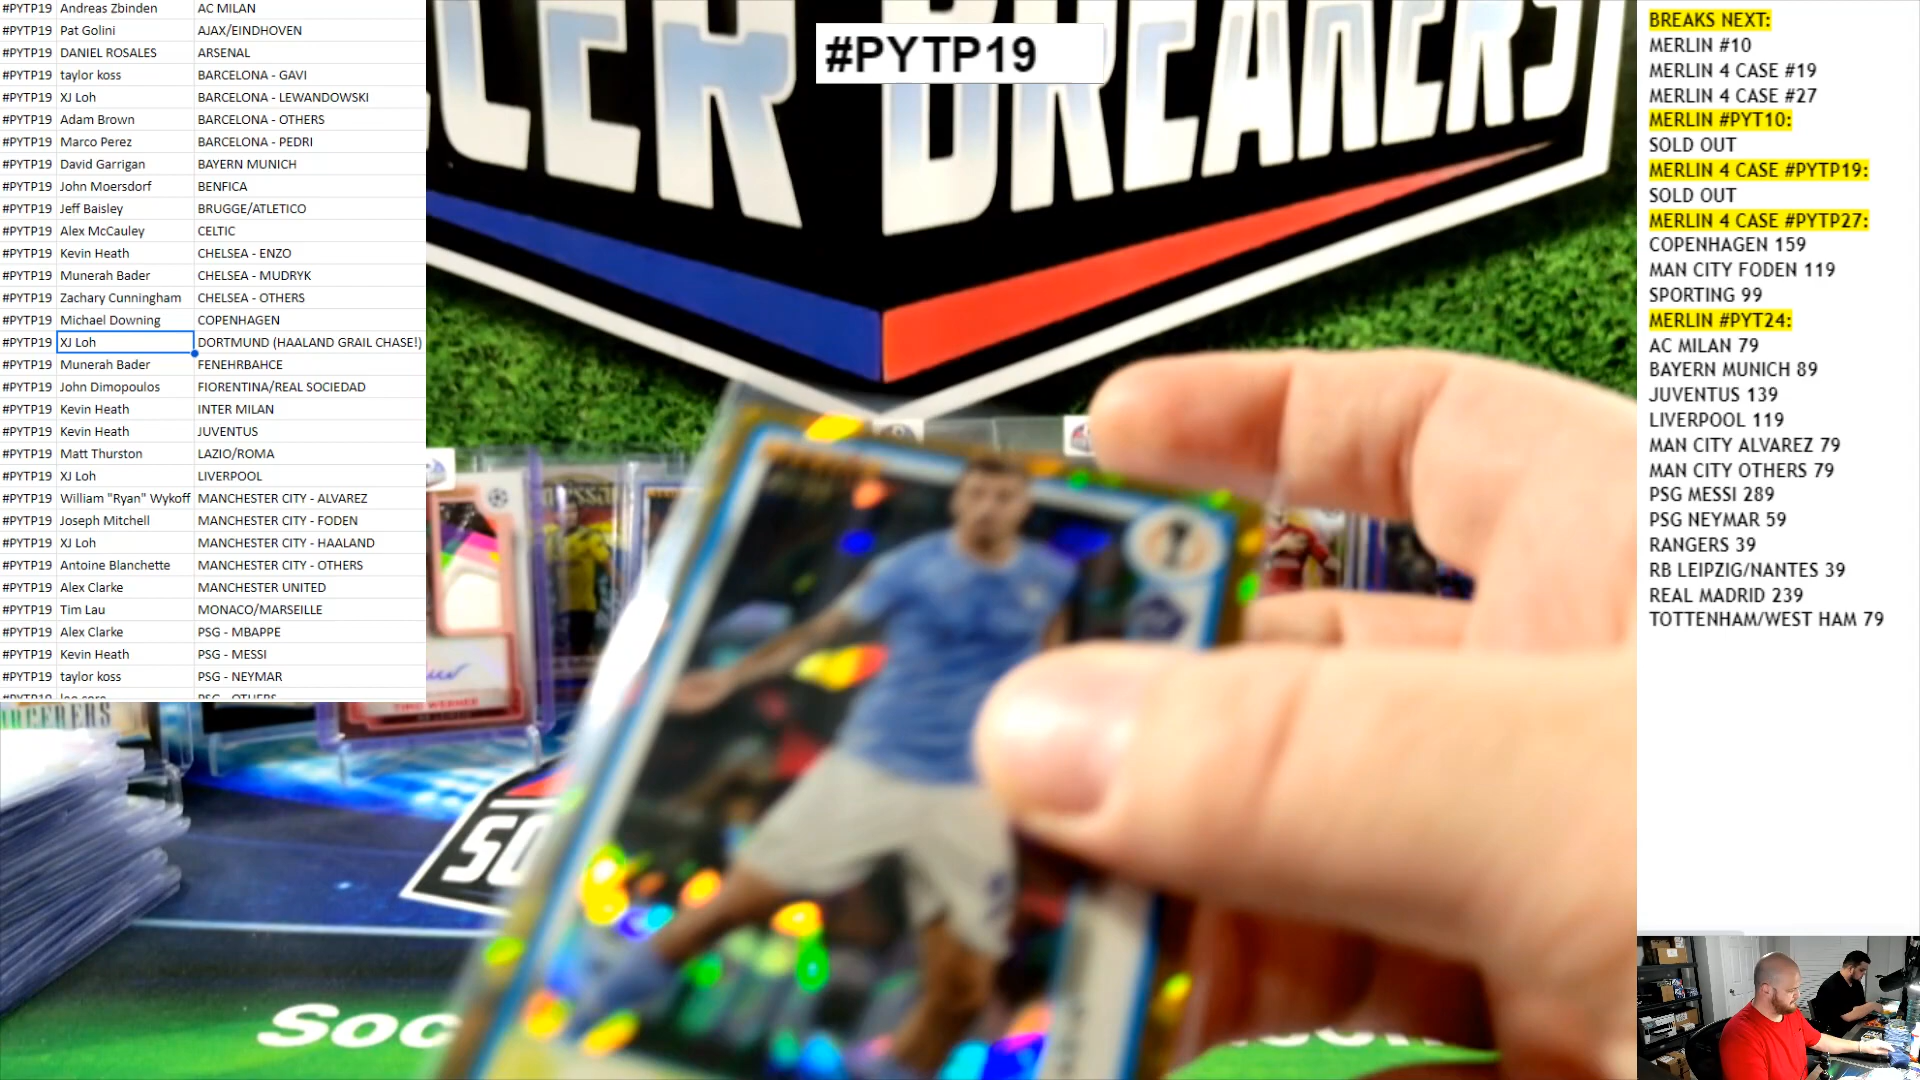 #PYTP19 Andreas Zbinden AC MILAN
#PYTP19 Pat Golini AJAX/EINDHOVEN
#PYTP19 DANIEL ROSALES ARSENAL
#PYTP19 taylor koss BARCELONA - GAVI
#PYTP19 XJ Loh BARCELONA - LEWANDOWSKI
#PYTP19 Adam Brown BARCELONA - OTHERS
#PYTP19 Marco Perez BARCELONA - PEDRI
#PYTP19 David Garrigan BAYERN MUNICH
#PYTP19 John Moersdorf BENFICA
#PYTP19 Jeff Baisley BRUGGE/ATLETICO
#PYTP19 Alex McCauley CELTIC
#PYTP19 Kevin Heath CHELSEA - ENZO
#PYTP19 Munerah Bader CHELSEA - MUDRYK
#PYTP19 Zachary Cunningham CHELSEA - OTHERS
#PYTP19 Michael Downing COPENHAGEN
#PYTP19 XJ Loh DORTMUND (HAALAND GRAIL CHASE!)
#PYTP19 Munerah Bader FENEHRBAHCE
#PYTP19 John Dimopoulos FIORENTINA/REAL SOCIEDAD
#PYTP19 Kevin Heath INTER MILAN
#PYTP19 Kevin Heath JUVENTUS
#PYTP19 Matt Thurston LAZIO/ROMA
#PYTP19 XJ Loh LIVERPOOL
#PYTP19 William "Ryan" Wykoff MANCHESTER CITY - ALVAREZ
#PYTP19 Joseph Mitchell MANCHESTER CITY - FODEN
#PYTP19 XJ Loh MANCHESTER CITY - HAALAND
#PYTP19 Antoine Blanchette MANCHESTER CITY - OTHERS
#PYTP19 Alex Clarke MANCHESTER UNITED
#PYTP19 Tim Lau MONACO/MARSEILLE
#PYTP19 Alex Clarke PSG - MBAPPE
#PYTP19 Kevin Heath PSG - MESSI
#PYTP19 taylor koss PSG - NEYMAR
#PYTP19
CER BREAKERS
#PYTP19
TIMO WERNER
SO
Soc
BREAKS NEXT:
MERLIN #10
MERLIN 4 CASE #19
MERLIN 4 CASE #27
MERLIN #PYT10:
SOLD OUT
MERLIN 4 CASE #PYTP19:
SOLD OUT
MERLIN 4 CASE #PYTP27:
COPENHAGEN 159
MAN CITY FODEN 119
SPORTING 99
MERLIN #PYT24:
AC MILAN 79
BAYERN MUNICH 89
JUVENTUS 139
LIVERPOOL 119
MAN CITY ALVAREZ 79
MAN CITY OTHERS 79
PSG MESSI 289
PSG NEYMAR 59
RANGERS 39
RB LEIPZIG/NANTES 39
REAL MADRID 239
TOTTENHAM/WEST HAM 79